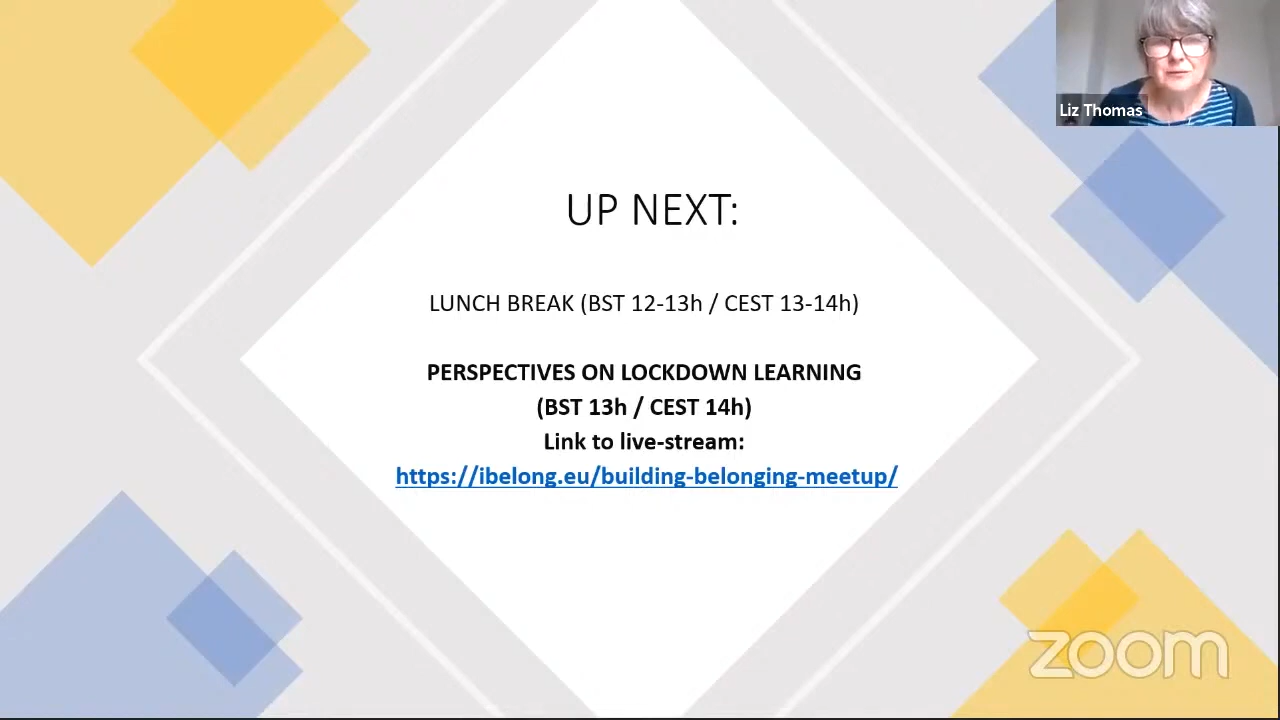 Liz Thomas
UP NEXT:
LUNCH BREAK (BST 12-13h / CEST 13-14h)
PERSPECTIVES ON LOCKDOWN LEARNING
(BST 13h / CEST 14h)
Link to live-stream:
https://ibelong.eu/building-belonging-meetup/
zoom